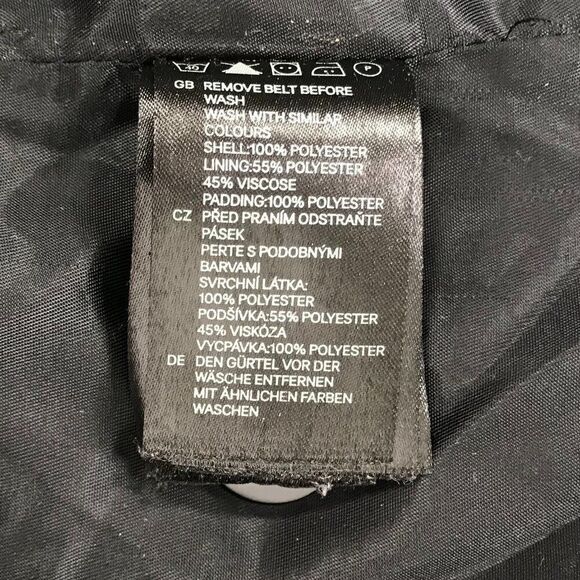 40 P
GB REMOVE BELT BEFORE
WASH
WASH WITH SIMILAR
COLOURS
SHELL:100% POLYESTER
LINING:55% POLYESTER
45% VISCOSE
PADDING:100% POLYESTER
CZ PŘED PRANÍM ODSTRAŇTE
PÁSEK
PERTE S PODOBNÝMI
BARVAMI
SVRCHNÍ LÁTKA:
100% POLYESTER
PODŠÍVKA:55% POLYESTER
45% VISKÓZA
VYCPÁVKA:100% POLYESTER
DE DEN GÜRTEL VOR DER
WÄSCHE ENTFERNEN
MIT ÄHNLICHEN FARBEN
WASCHEN